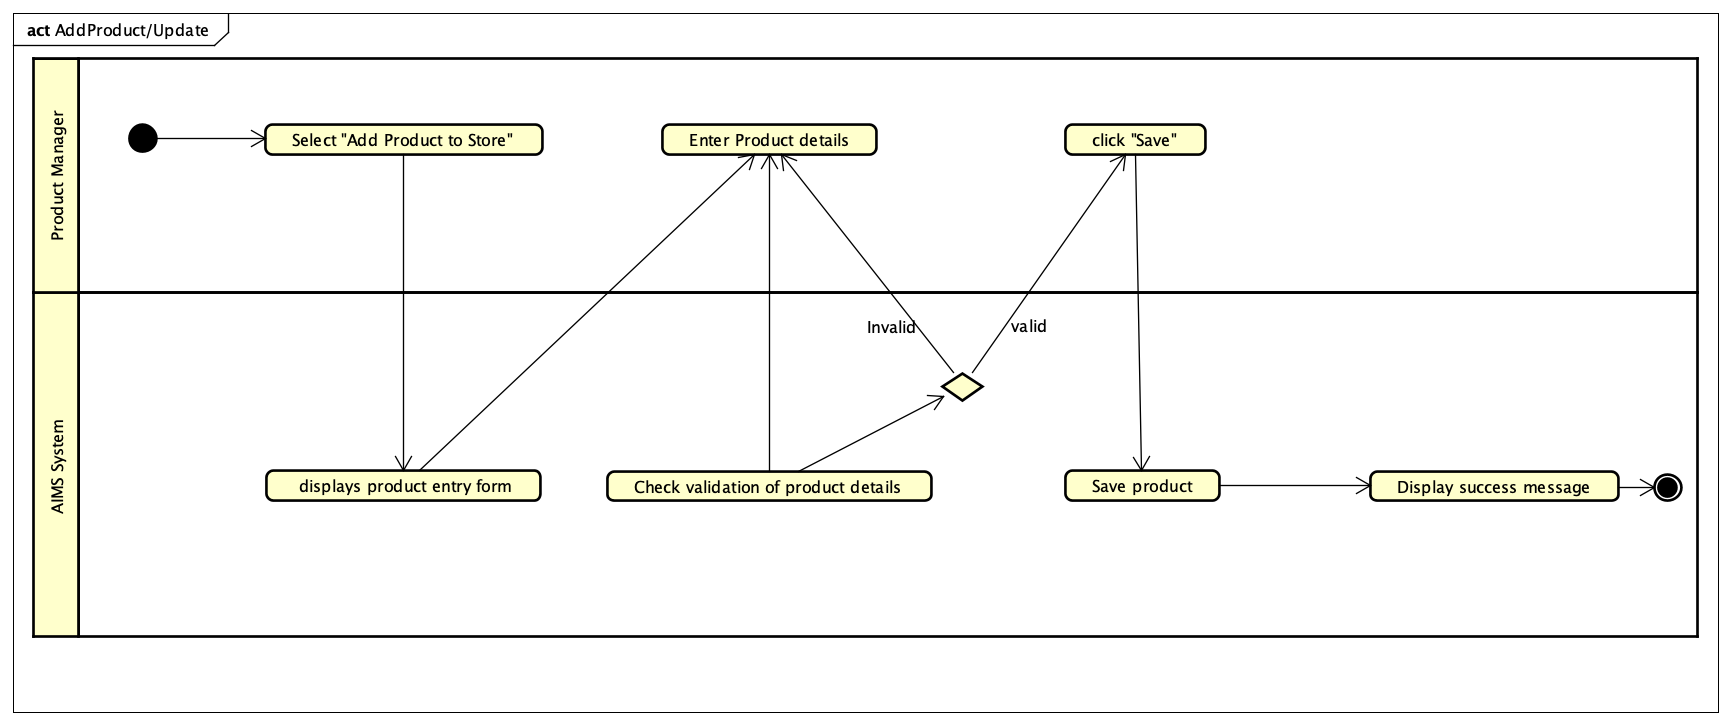 act AddProduct/Update
Product Manager
Select "Add Product to Store"
Enter Product details
click "Save"
Invalid
valid
AIMS System
displays product entry form
Check validation of product details
Save product
Display success message